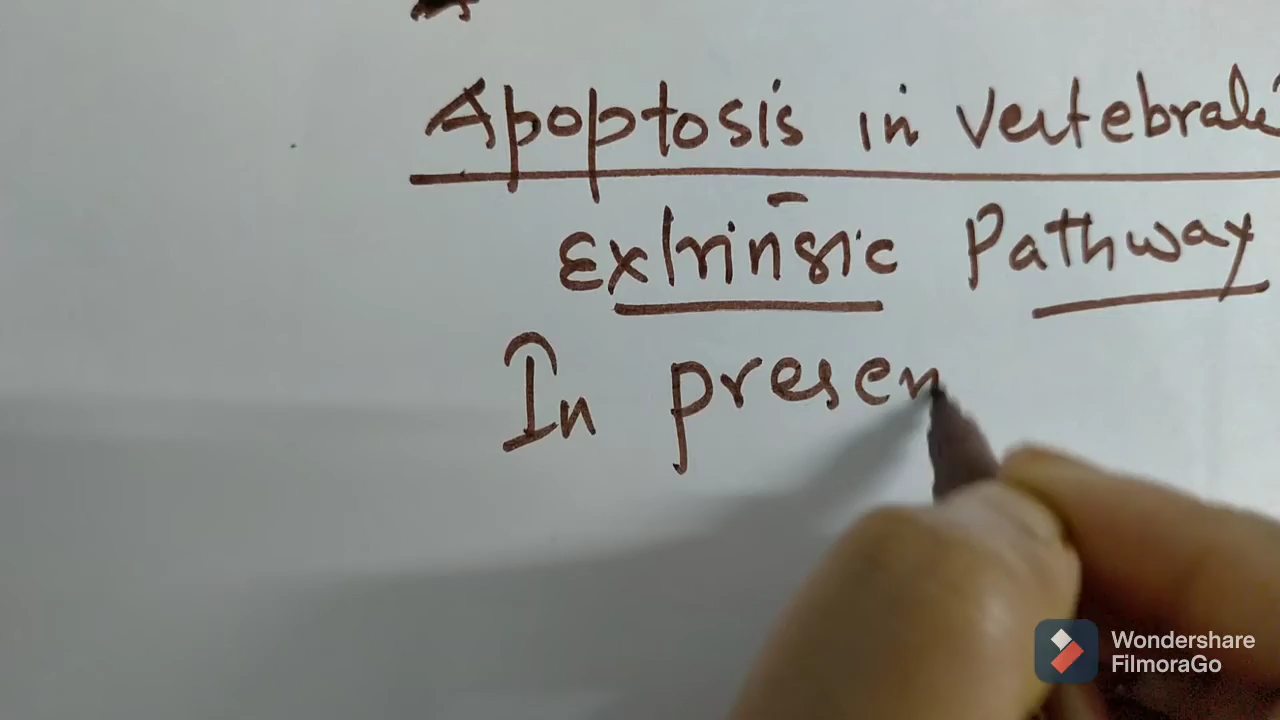 Apoptosis in vertebrate
Extrinsic Pathway
In presen
Wondershare
FilmoraGo